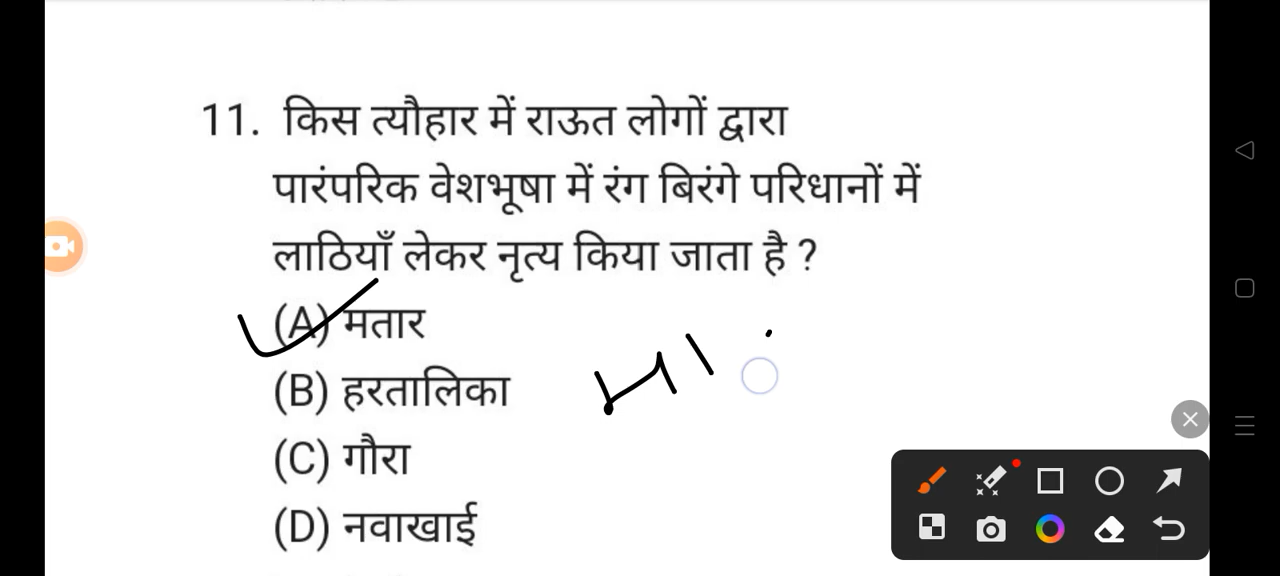 11. किस त्यौहार में राऊत लोगों द्वारा
पारंपरिक वेशभूषा में रंग बिरंगे परिधानों में
लाठियाँ लेकर नृत्य किया जाता है ?
(A) मतार
(B) हरतालिका
(C) गौरा
(D) नवाखाई